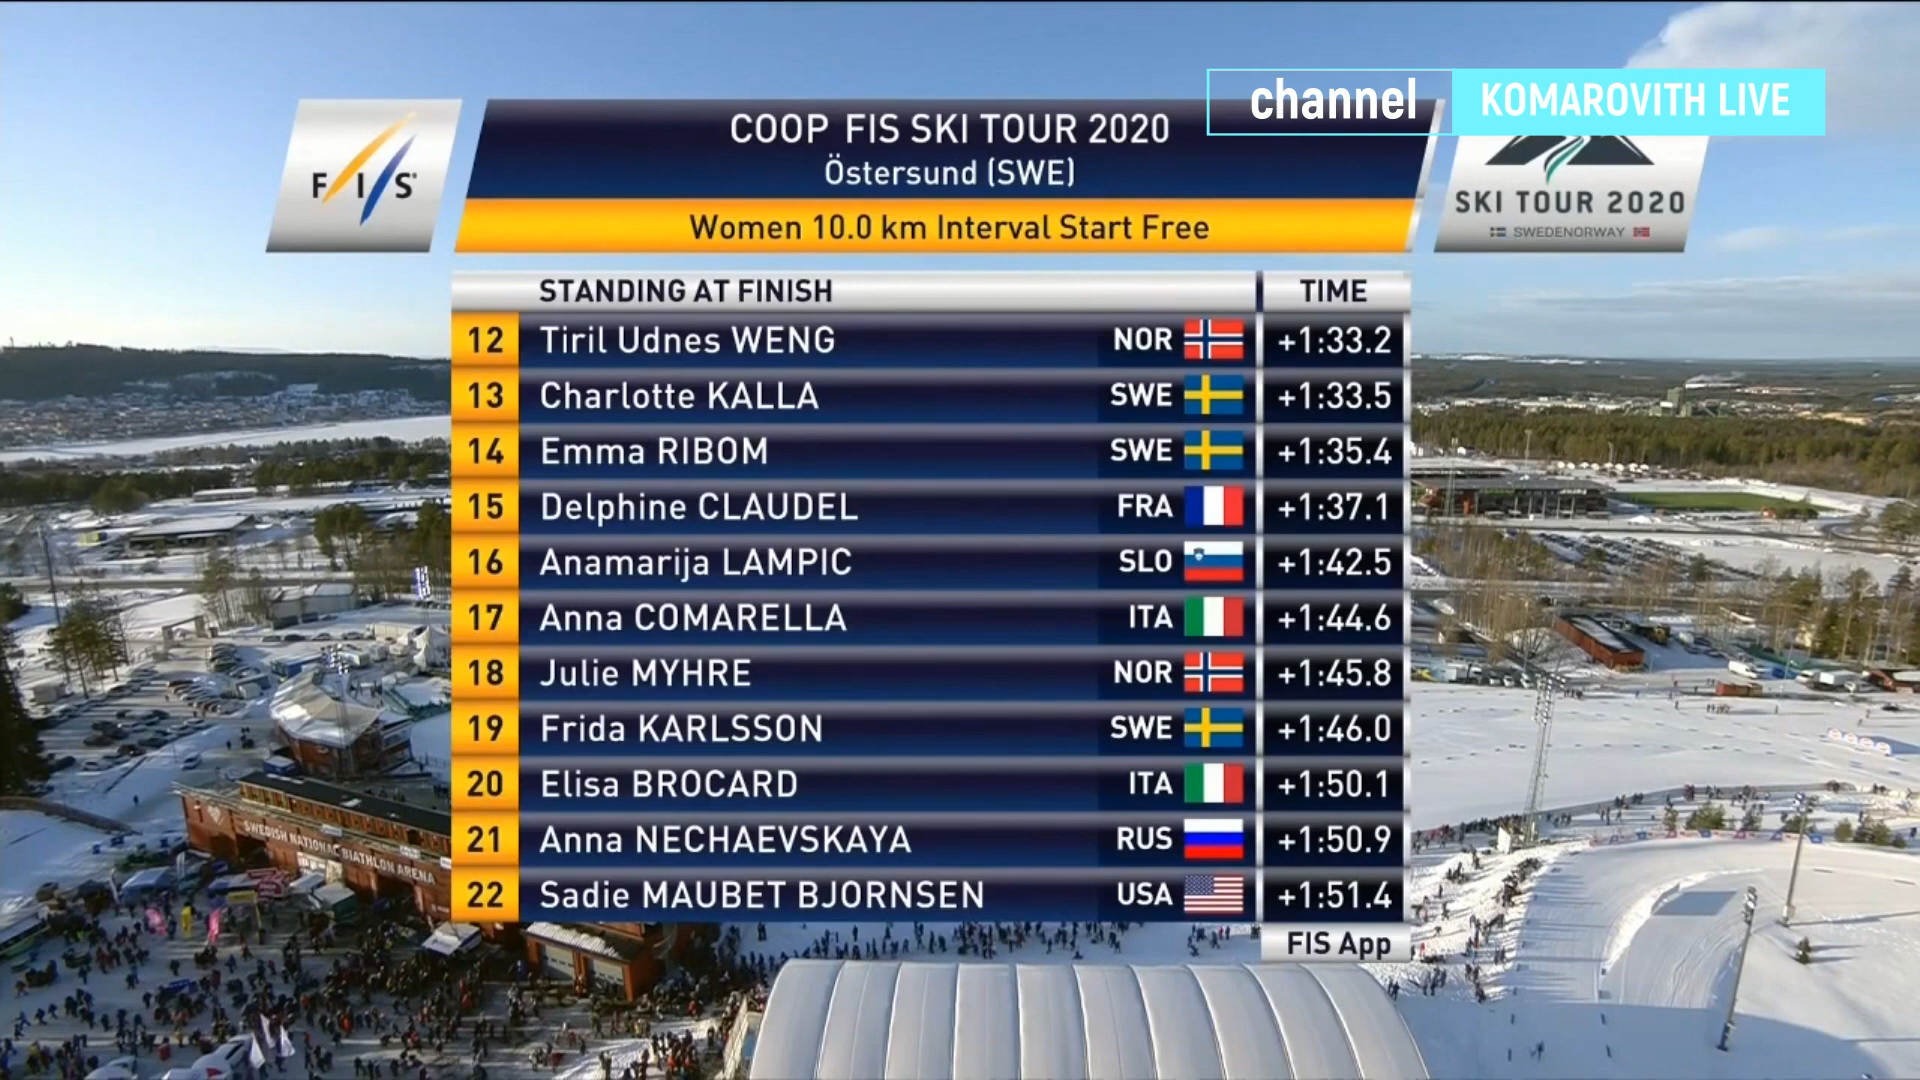 channel KOMAROVITH LIVE
FIS
COOP FIS SKI TOUR 2020
Östersund (SWE)
Women 10.0 km Interval Start Free
SKI TOUR 2020
SWEDENORWAY
STANDING AT FINISH TIME
12 Tiril Udnes WENG NOR +1:33.2
13 Charlotte KALLA SWE +1:33.5
14 Emma RIBOM SWE +1:35.4
15 Delphine CLAUDEL FRA +1:37.1
16 Anamarija LAMPIC SLO +1:42.5
17 Anna COMARELLA ITA +1:44.6
18 Julie MYHRE NOR +1:45.8
19 Frida KARLSSON SWE +1:46.0
20 Elisa BROCARD ITA +1:50.1
21 Anna NECHAEVSKAYA RUS +1:50.9
22 Sadie MAUBET BJORNSEN USA +1:51.4
FIS App
SWEDISH NATIONAL BIATHLON ARENA